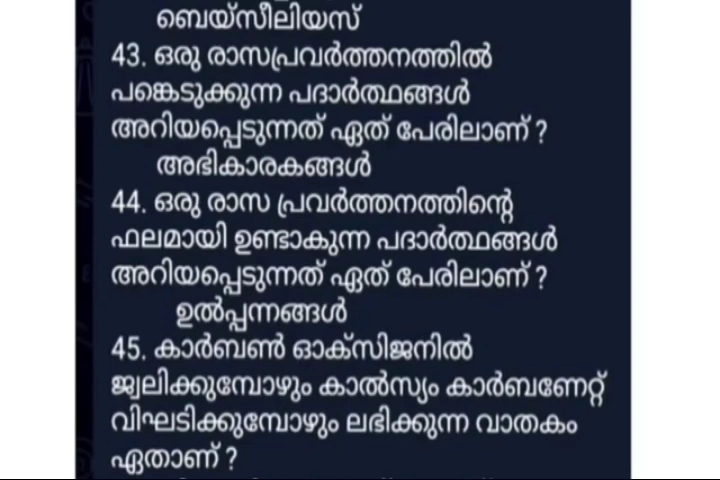 ബെയ്സീലിയസ്
43. ഒരു രാസപ്രവർത്തനത്തിൽ
പങ്കെടുക്കുന്ന പദാർത്ഥങ്ങൾ
അറിയപ്പെടുന്നത് ഏത് പേരിലാണ് ?
അഭികാരകങ്ങൾ
44. ഒരു രാസ പ്രവർത്തനത്തിന്റെ
ഫലമായി ഉണ്ടാകുന്ന പദാർത്ഥങ്ങൾ
അറിയപ്പെടുന്നത് ഏത് പേരിലാണ് ?
ഉൽപ്പന്നങ്ങൾ
45. കാർബൺ ഓക്സിജനിൽ
ജ്വലിക്കുമ്പോഴും കാൽസ്യം കാർബണേറ്റ്
വിഘടിക്കുമ്പോഴും ലഭിക്കുന്ന വാതകം
ഏതാണ് ?